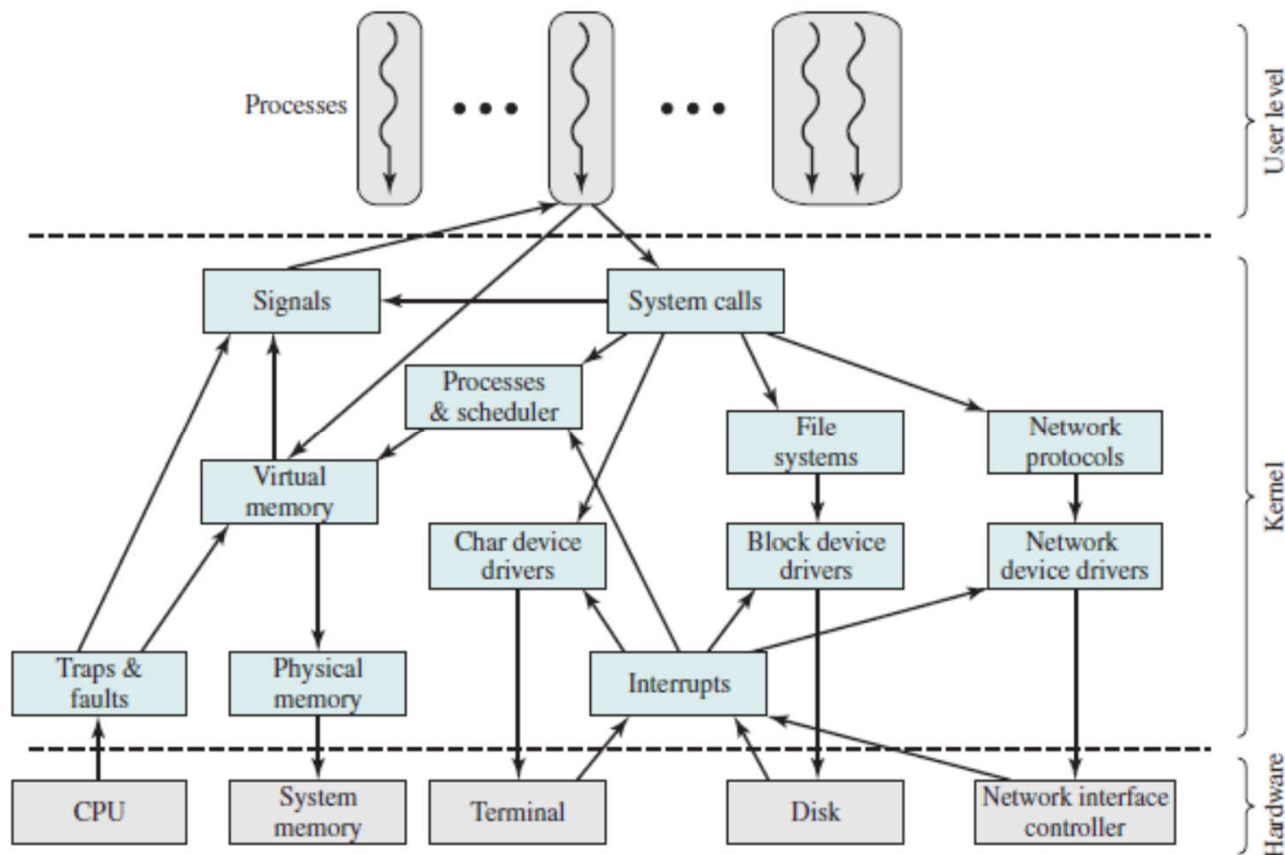 Processes
User level
Signals
System calls
Processes
& scheduler
File
systems
Network
protocols
Virtual
memory
Kernel
Char device
drivers
Block device
drivers
Network
device drivers
Traps &
faults
Physical
memory
Interrupts
CPU
System
memory
Terminal
Disk
Network interface
controller
Hardware